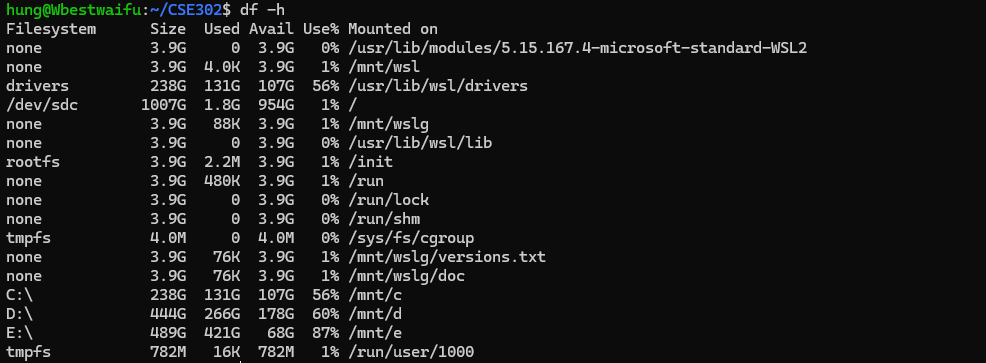 hung@Wbestwaifu:~/CSE302$ df -h
Filesystem      Size  Used Avail Use% Mounted on
none            3.9G     0  3.9G   0% /usr/lib/modules/5.15.167.4-microsoft-standard-WSL2
none            3.9G  4.0K  3.9G   1% /mnt/wsl
drivers         238G  131G  107G  56% /usr/lib/wsl/drivers
/dev/sdc       1007G  1.8G  954G   1% /
none            3.9G   88K  3.9G   1% /mnt/wslg
none            3.9G     0  3.9G   0% /usr/lib/wsl/lib
rootfs          3.9G  2.2M  3.9G   1% /init
none            3.9G  480K  3.9G   1% /run
none            3.9G     0  3.9G   0% /run/lock
none            3.9G     0  3.9G   0% /run/shm
tmpfs           4.0M     0  4.0M   0% /sys/fs/cgroup
none            3.9G   76K  3.9G   1% /mnt/wslg/versions.txt
none            3.9G   76K  3.9G   1% /mnt/wslg/doc
C:\             238G  131G  107G  56% /mnt/c
D:\             444G  266G  178G  60% /mnt/d
E:\             489G  421G   68G  87% /mnt/e
tmpfs           782M   16K  782M   1% /run/user/1000